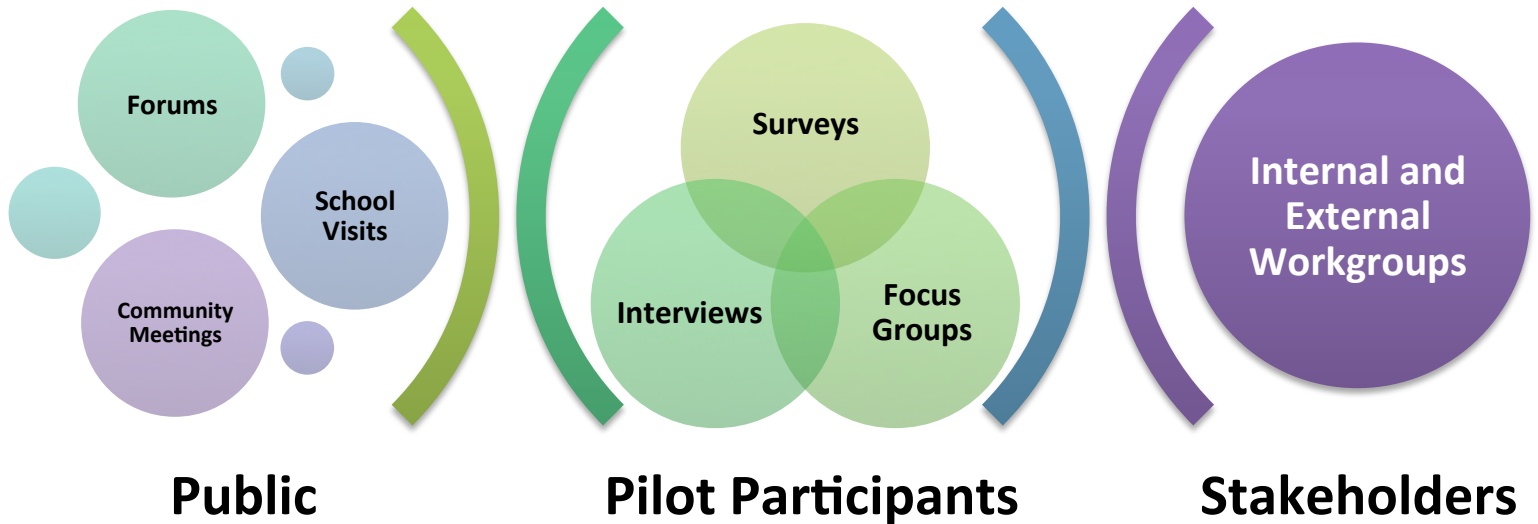 Forums
School
Visits
Community
Meetings
Surveys
Interviews
Focus
Groups
Internal and
External
Workgroups
Public
Pilot Participants
Stakeholders